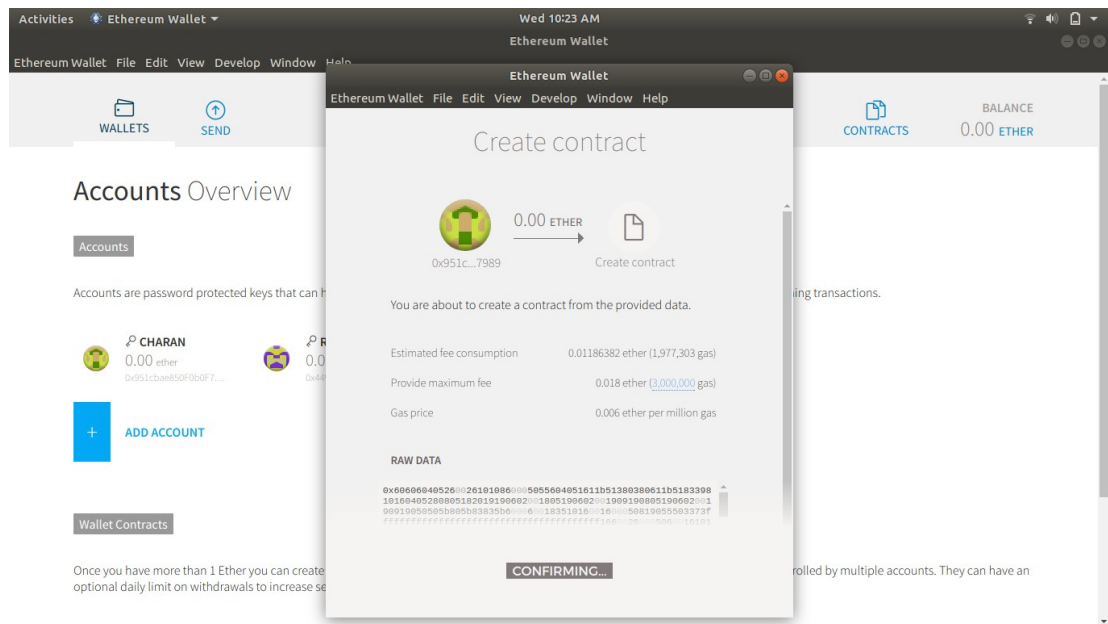 Activities Ethereum Wallet Wed 10:23 AM
Ethereum Wallet
Ethereum Wallet File Edit View Develop Window Help
Ethereum Wallet
Ethereum Wallet File Edit View Develop Window Help
WALLETS SEND CONTRACTS BALANCE
0.00 ETHER
Create contract
Accounts Overview
0.00 ETHER
0x951c...7989 Create contract
Accounts
Accounts are password protected keys that can
ing transactions.
You are about to create a contract from the provided data.
CHARAN
0.00 ether
0x951cbae850F0b0F7...
R
0.0
Estimated fee consumption 0.01186382 ether (1,977,303 gas)
Provide maximum fee 0.018 ether (3,000,000 gas)
Gas price 0.006 ether per million gas
+ ADD ACCOUNT
RAW DATA
Wallet Contracts
CONFIRMING...
Once you have more than 1 Ether you can create
rolled by multiple accounts. They can have an
optional daily limit on withdrawals to increase se